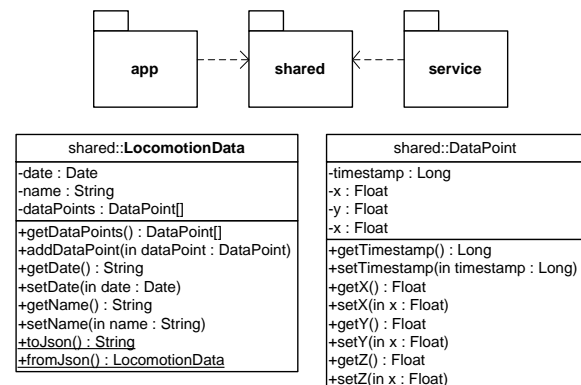 app
shared
service
shared::LocomotionData
-date : Date
-name : String
-dataPoints : DataPoint[]
+getDataPoints() : DataPoint[]
+addDataPoint(in dataPoint : DataPoint)
+getDate() : String
+setDate(in date : Date)
+getName() : String
+setName(in name : String)
+toJson() : String
+fromJson() : LocomotionData
shared::DataPoint
-timestamp : Long
-x : Float
-y : Float
-x : Float
+getTimestamp() : Long
+setTimestamp(in timestamp : Long)
+getX() : Float
+setX(in x : Float)
+getY() : Float
+setY(in x : Float)
+getZ() : Float
+setZ(in x : Float)